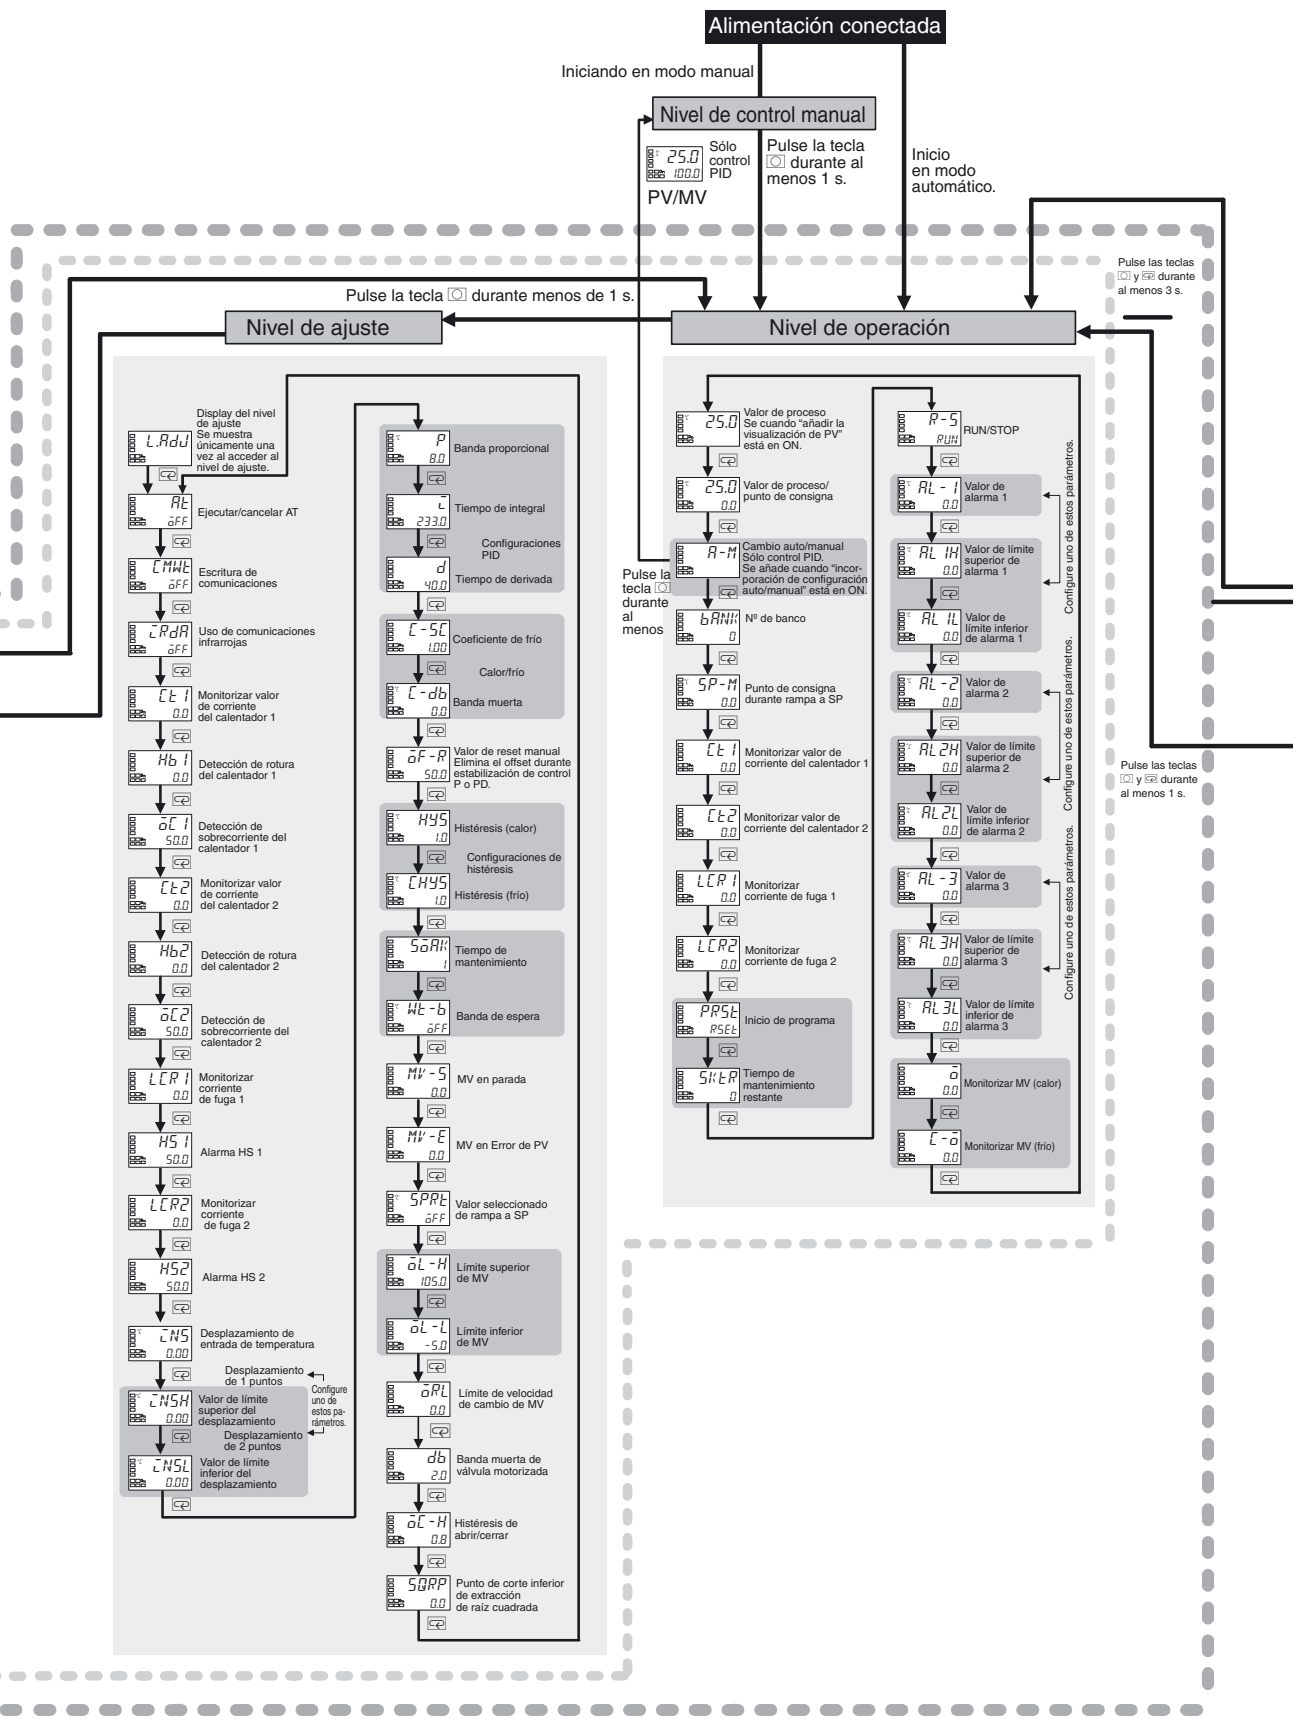 Alimentación conectada
Iniciando en modo manual
Nivel de control manual
25.0
100.0
Sólo
control
PID
PV/MV
Pulse la tecla
durante al
menos 1 s.
Inicio
en modo
automático.
Pulse las teclas
y durante
al menos 3 s.
Pulse la tecla durante menos de 1 s.
Nivel de ajuste
Nivel de operación
L.AdJ
Display del nivel
de ajuste
Se muestra
únicamente una
vez al acceder al
nivel de ajuste.
At
oFF
Ejecutar/cancelar AT
CMWt
oFF
Escritura de
comunicaciones
iRdA
oFF
Uso de comunicaciones
infrarrojas
Ct1
0.0
Monitorizar valor
de corriente
del calentador 1
Hb1
0.0
Detección de rotura
del calentador 1
oC1
50.0
Detección de
sobrecorriente del
calentador 1
Ct2
0.0
Monitorizar valor
de corriente
del calentador 2
Hb2
0.0
Detección de rotura
del calentador 2
oC2
50.0
Detección de
sobrecorriente del
calentador 2
LCR1
0.0
Monitorizar
corriente
de fuga 1
HS1
50.0
Alarma HS 1
LCR2
0.0
Monitorizar
corriente
de fuga 2
HS2
50.0
Alarma HS 2
iNS
0.00
Desplazamiento de
entrada de temperatura
Desplazamiento
de 1 puntos
Configure
uno de
estos pa-
rámetros.
iNSH
0.00
Valor de límite
superior del
desplazamiento
Desplazamiento
de 2 puntos
iNSL
0.00
Valor de límite
inferior del
desplazamiento
P
8.0
Banda proporcional
i
233.0
Tiempo de integral
Configuraciones
PID
d
40.0
Tiempo de derivada
C-SC
1.00
Coeficiente de frío
Calor/frío
C-db
0.0
Banda muerta
oF-R
50.0
Valor de reset manual
Elimina el offset durante
estabilización de control
P o PD.
HYS
1.0
Histéresis (calor)
Configuraciones de
histéresis
CHYS
1.0
Histéresis (frío)
SoAK
1
Tiempo de
mantenimiento
Wt-b
oFF
Banda de espera
MV-S
0.0
MV en parada
MV-E
0.0
MV en Error de PV
SPRt
oFF
Valor seleccionado
de rampa a SP
oL-H
105.0
Límite superior
de MV
oL-L
-5.0
Límite inferior
de MV
oRL
0.0
Límite de velocidad
de cambio de MV
db
2.0
Banda muerta de
válvula motorizada
oC-H
0.8
Histéresis de
abrir/cerrar
SQRP
0.0
Punto de corte inferior
de extracción
de raíz cuadrada
25.0
Valor de proceso
Se cuando “añadir la
visualización de PV”
está en ON.
25.0
0.0
Valor de proceso/
punto de consigna
A-M
Cambio auto/manual
Sólo control PID.
Se añade cuando “incor-
poración de configuración
auto/manual” está en ON.
Pulse la
tecla
durante
al
menos
bANK
0
Nº de banco
SP-M
0.0
Punto de consigna
durante rampa a SP
Ct1
0.0
Monitorizar valor de
corriente del calentador 1
Ct2
0.0
Monitorizar valor de
corriente del calentador 2
LCR1
0.0
Monitorizar
corriente de fuga 1
LCR2
0.0
Monitorizar
corriente de fuga 2
PRSt
RSEt
Inicio de programa
SKtR
0
Tiempo de
mantenimiento
restante
R-S
RUN
RUN/STOP
AL-1
0.0
Valor de
alarma 1
AL1H
0.0
Valor de límite
superior de
alarma 1
AL1L
0.0
Valor de
límite inferior
de alarma 1
Configure uno de estos parámetros.
AL-2
0.0
Valor de
alarma 2
AL2H
0.0
Valor de límite
superior de
alarma 2
AL2L
0.0
Valor de
límite inferior
de alarma 2
Configure uno de estos parámetros.
AL-3
0.0
Valor de
alarma 3
AL3H
0.0
Valor de límite
superior de
alarma 3
AL3L
0.0
Valor de límite
inferior de
alarma 3
Configure uno de estos parámetros.
o
0.0
Monitorizar MV (calor)
C-o
0.0
Monitorizar MV (frío)
Pulse las teclas
y durante
al menos 1 s.